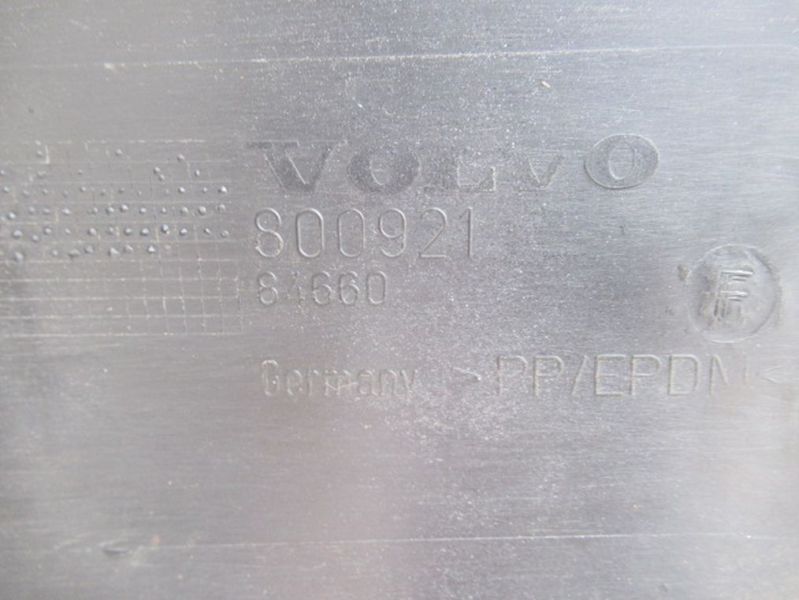 VOLVO
800921
84660
Germany >PP/EPDM<